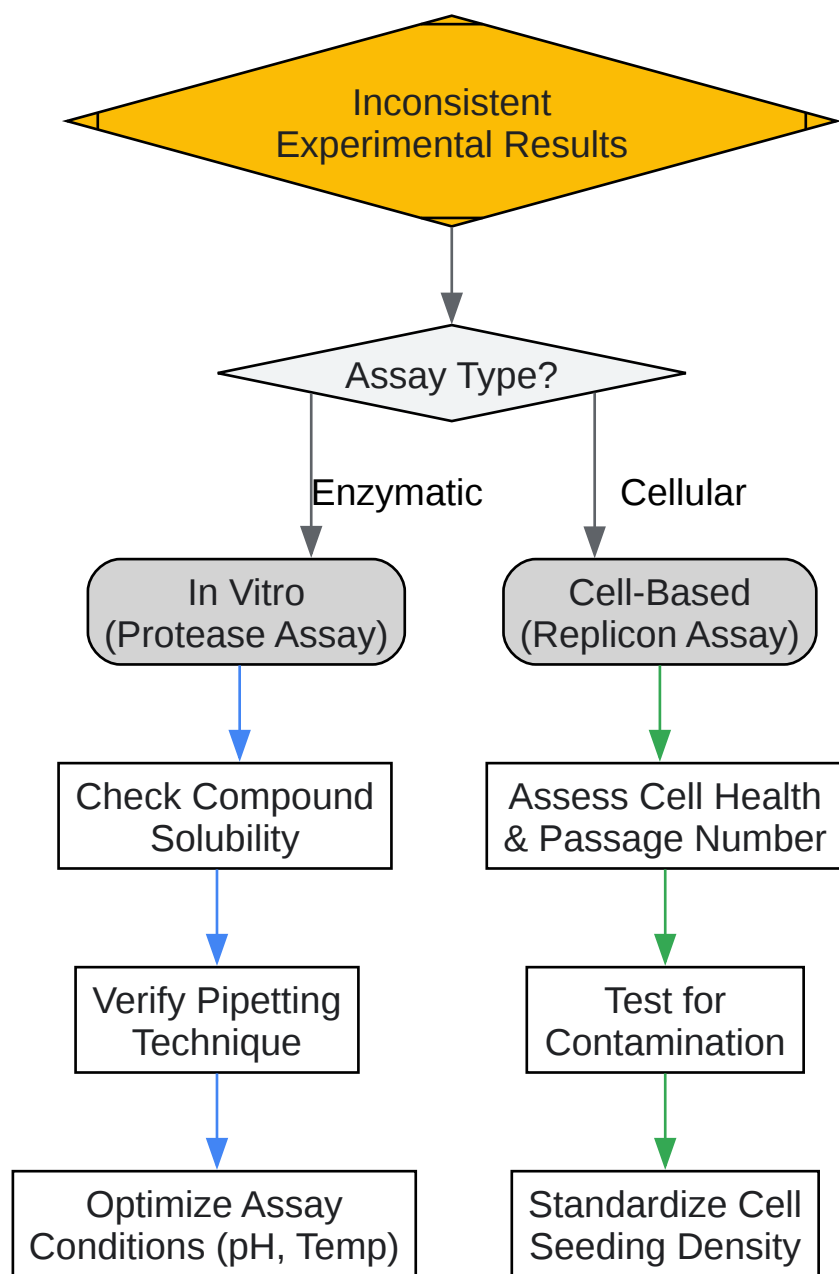 Inconsistent
Experimental Results
Assay Type?
Enzymatic
Cellular
In Vitro
(Protease Assay)
Cell-Based
(Replicon Assay)
Check Compound
Solubility
Assess Cell Health
& Passage Number
Verify Pipetting
Technique
Test for
Contamination
Optimize Assay
Conditions (pH, Temp)
Standardize Cell
Seeding Density